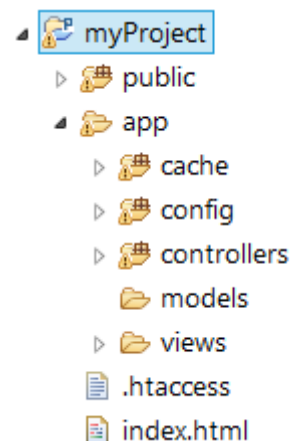 myProject
public
app
cache
config
controllers
models
views
.htaccess
index.html